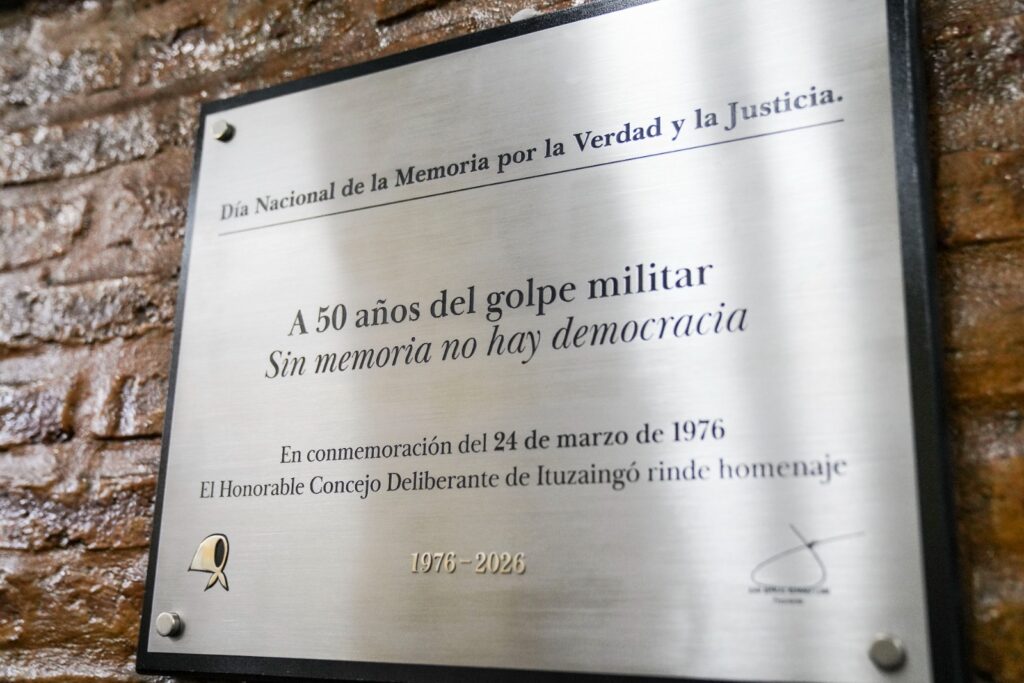 Día Nacional de la Memoria por la Verdad y la Justicia.
A 50 años del golpe militar
Sin memoria no hay democracia
En conmemoración del 24 de marzo de 1976
El Honorable Concejo Deliberante de Ituzaingó rinde homenaje
1976-2026